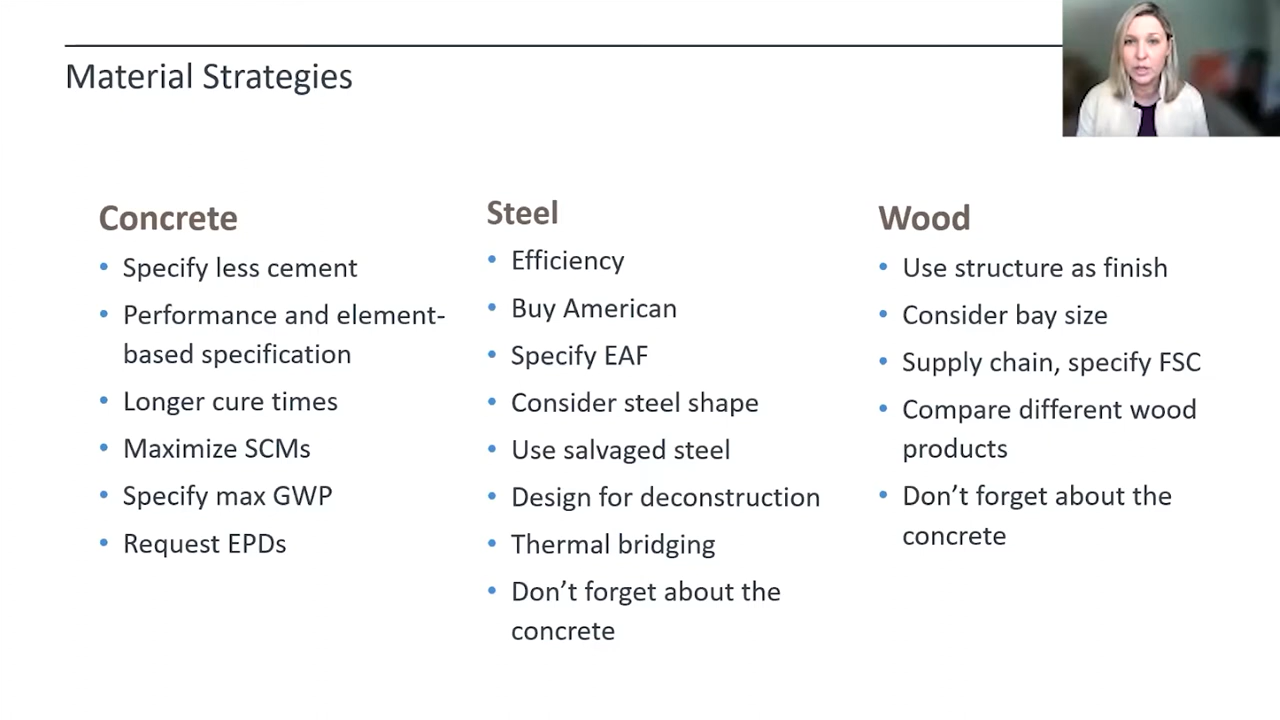 Material Strategies
Concrete
Specify less cement
Performance and element-
based specification
Longer cure times
Maximize SCMs
Specify max GWP
Request EPDs
Steel
Efficiency
Buy American
Specify EAF
Consider steel shape
Use salvaged steel
Design for deconstruction
Thermal bridging
Don’t forget about the
concrete
Wood
Use structure as finish
Consider bay size
Supply chain, specify FSC
Compare different wood
products
Don’t forget about the
concrete